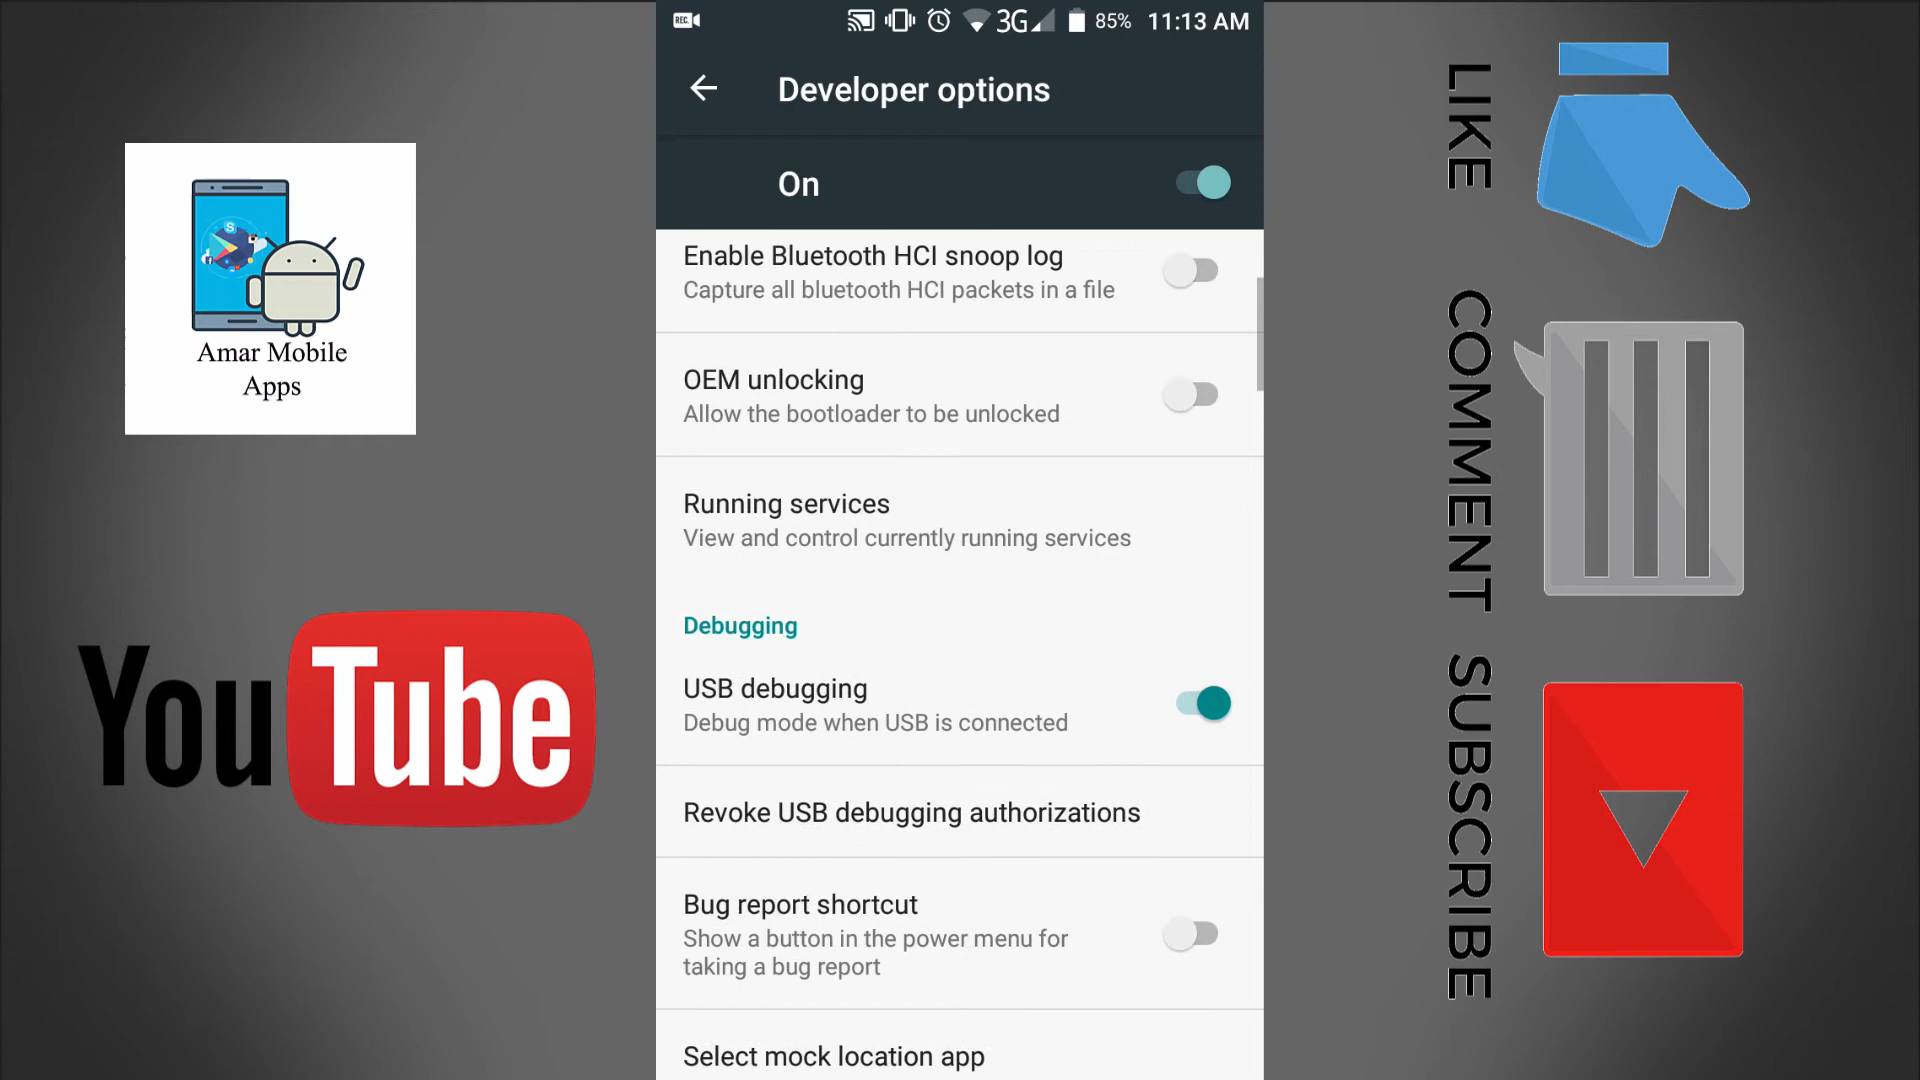 REC
3G
85%
11:13 AM
Developer options
On
Enable Bluetooth HCI snoop log
Capture all bluetooth HCI packets in a file
OEM unlocking
Allow the bootloader to be unlocked
Running services
View and control currently running services
Debugging
USB debugging
Debug mode when USB is connected
Revoke USB debugging authorizations
Bug report shortcut
Show a button in the power menu for
taking a bug report
Select mock location app
Amar Mobile
Apps
YouTube
LIKE
COMMENT
SUBSCRIBE